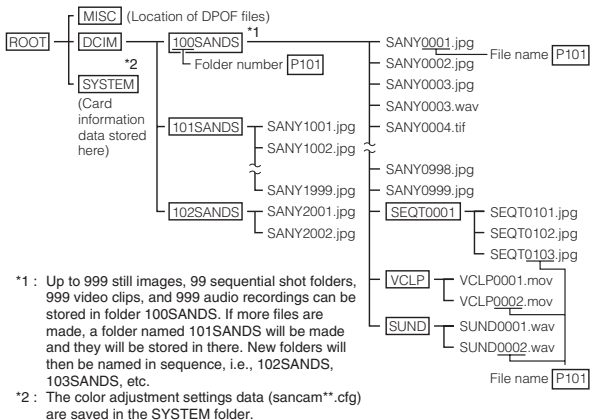 MISC (Location of DPOF files)
ROOT
DCIM
*1
100SANDS
Folder number P101
SANY0001.jpg
File name P101
SANY0002.jpg
SANY0003.jpg
SANY0003.wav
SANY0004.tif
SANY0998.jpg
SANY0999.jpg
*2
SYSTEM
(Card
information
data stored
here)
101SANDS
SANY1001.jpg
SANY1002.jpg
SANY1999.jpg
102SANDS
SANY2001.jpg
SANY2002.jpg
SEQT0001
SEQT0101.jpg
SEQT0102.jpg
SEQT0103.jpg
VCLP
VCLP0001.mov
VCLP0002.mov
SUND
SUND0001.wav
SUND0002.wav
File name P101
*1 : Up to 999 still images, 99 sequential shot folders,
999 video clips, and 999 audio recordings can be
stored in folder 100SANDS. If more files are
made, a folder named 101SANDS will be made
and they will be stored in there. New folders will
then be named in sequence, i.e., 102SANDS,
103SANDS, etc.
*2 : The color adjustment settings data (sancam**.cfg)
are saved in the SYSTEM folder.